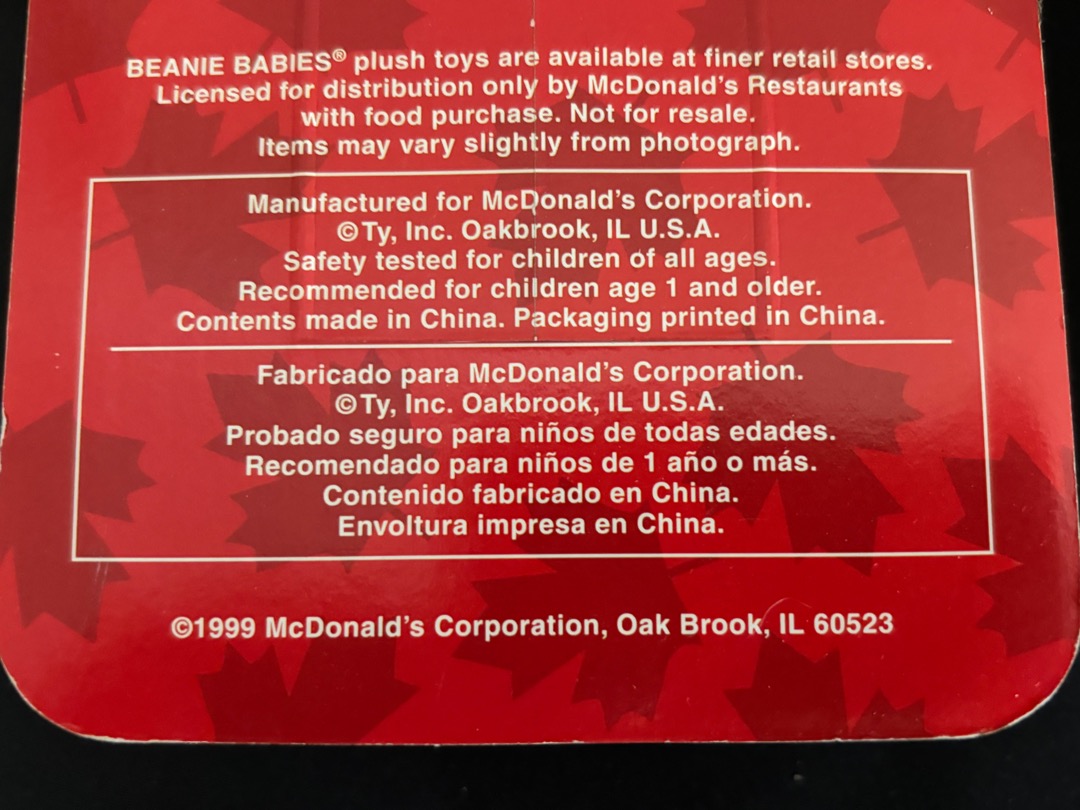 BEANIE BABIES® plush toys are available at finer retail stores.
Licensed for distribution only by McDonald's Restaurants
with food purchase. Not for resale.
Items may vary slightly from photograph.
Manufactured for McDonald's Corporation.
©Ty, Inc. Oakbrook, IL U.S.A.
Safety tested for children of all ages.
Recommended for children age 1 and older.
Contents made in China. Packaging printed in China.
Fabricado para McDonald's Corporation.
©Ty, Inc. Oakbrook, IL U.S.A.
Probado seguro para niños de todas edades.
Recomendado para niños de 1 año o más.
Contenido fabricado en China.
Envoltura impresa en China.
©1999 McDonald's Corporation, Oak Brook, IL 60523